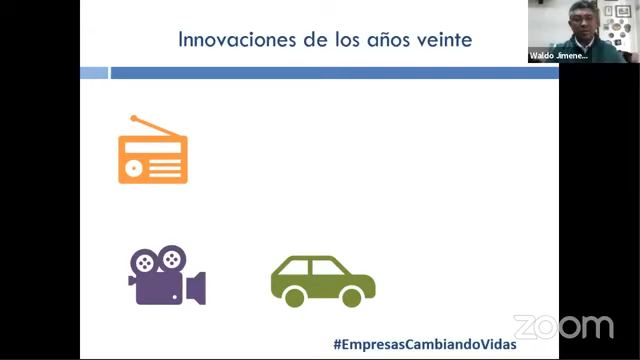 Innovaciones de los años veinte
Waldo Jimene...
#EmpresasCambiandoVidas
zoom